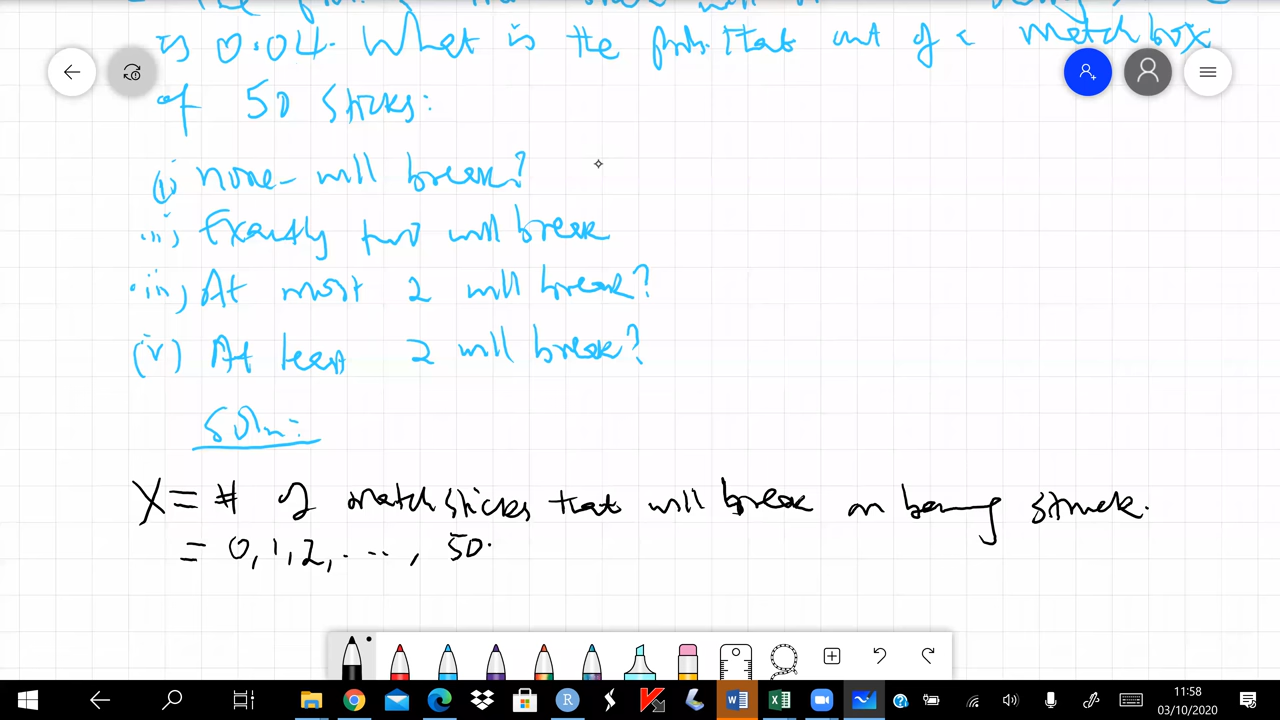 is 0.04. What is the prob. that out of a matchbox
of 50 sticks:
(i) none will break?
(ii) Exactly two will break
(iii) At most 2 will break?
(iv) At least 2 will break?
Soln:
X = # of match sticks that will break on being struck.
= 0, 1, 2, ..., 50.
11:58
03/10/2020